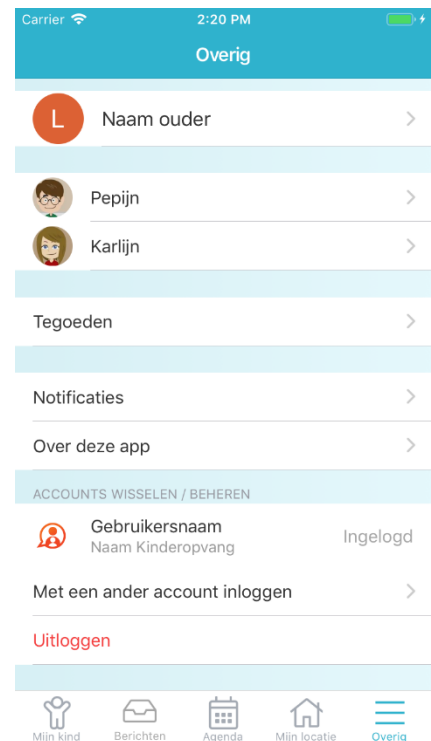 Carrier 2:20 PM
Overig
L Naam ouder
Pepijn
Karlijn
Tegoeden
Notificaties
Over deze app
ACCOUNTS WISSELEN / BEHEREN
Gebruikersnaam
Naam Kinderopvang
Ingelogd
Met een ander account inloggen
Uitloggen
Mijn kind Berichten Agenda Mijn locatie Overig